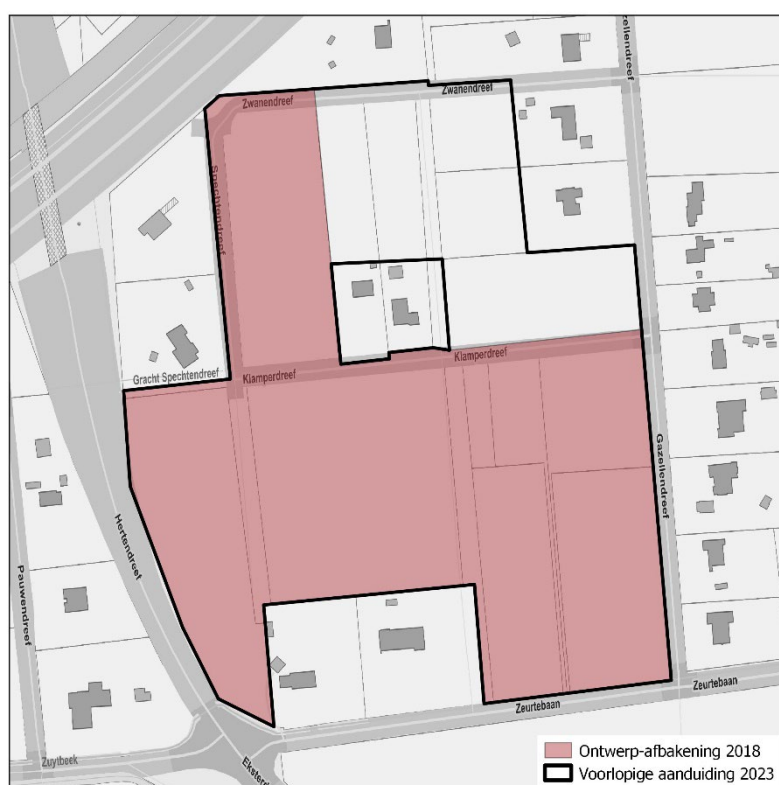 Zwanendreef
Zwanendreef
Gazellendreef
Spechtendreef
Gracht Spechtendreef
Klamperdreef
Klamperdreef
Hertendreef
Gazellendreef
Pauwendreef
Zeurtebaan
Zeurtebaan
Zuytbeek
Ontwerp-afbakening 2018
Voorlopige aanduiding 2023